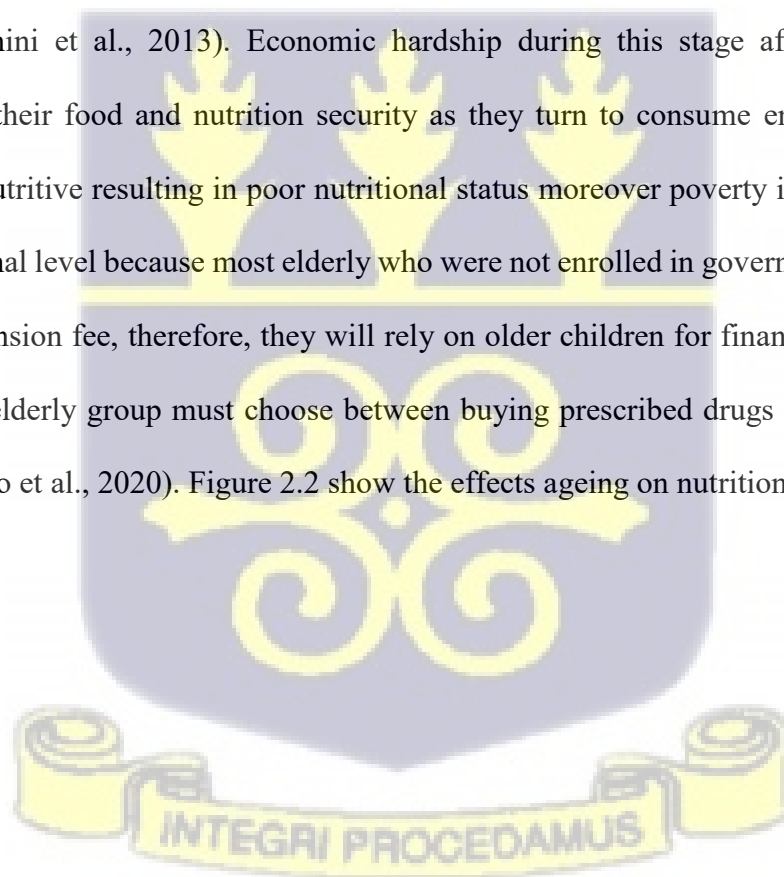 nini et al., 2013). Economic hardship during this stage af
their food and nutrition security as they turn to consume
utritive resulting in poor nutritional status moreover poverty
nal level because most elderly who were not enrolled in govern
nsion fee, therefore, they will rely on older children for finan
elderly group must choose between buying prescribed drugs
o et al., 2020). Figure 2.2 show the effects ageing on nutrition
INTEGRI PROCEDAMUS